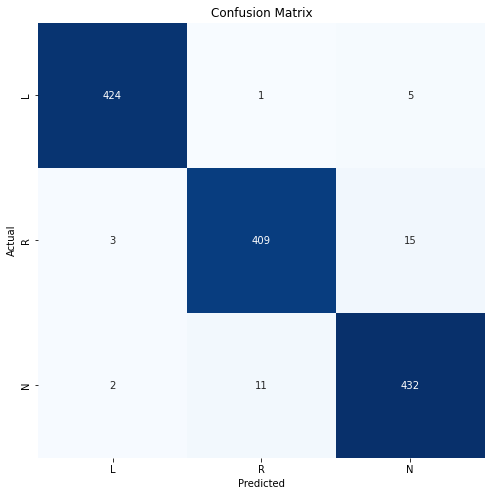 Confusion Matrix
L 424 1 5
R 3 409 15
N 2 11 432
Actual
L R N
Predicted